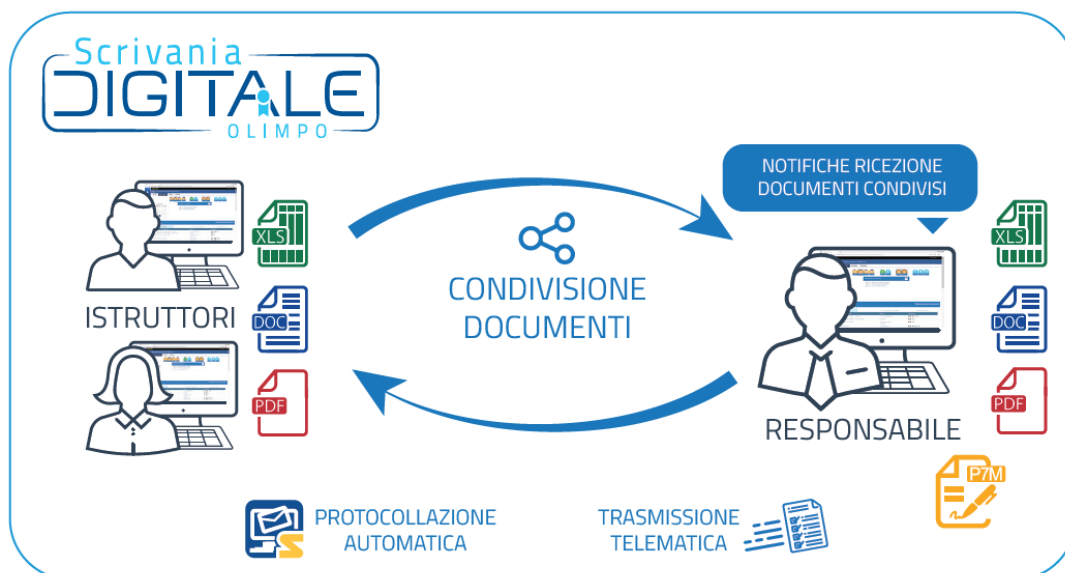 Scrivania
DIGITALE
OLIMPO
NOTIFICHE RICEZIONE
DOCUMENTI CONDIVISI
XLS
DOC
PDF
ISTRUTTORI
CONDIVISIONE
DOCUMENTI
XLS
DOC
PDF
RESPONSABILE
P7M
PROTOCOLLAZIONE
AUTOMATICA
TRASMISSIONE
TELEMATICA